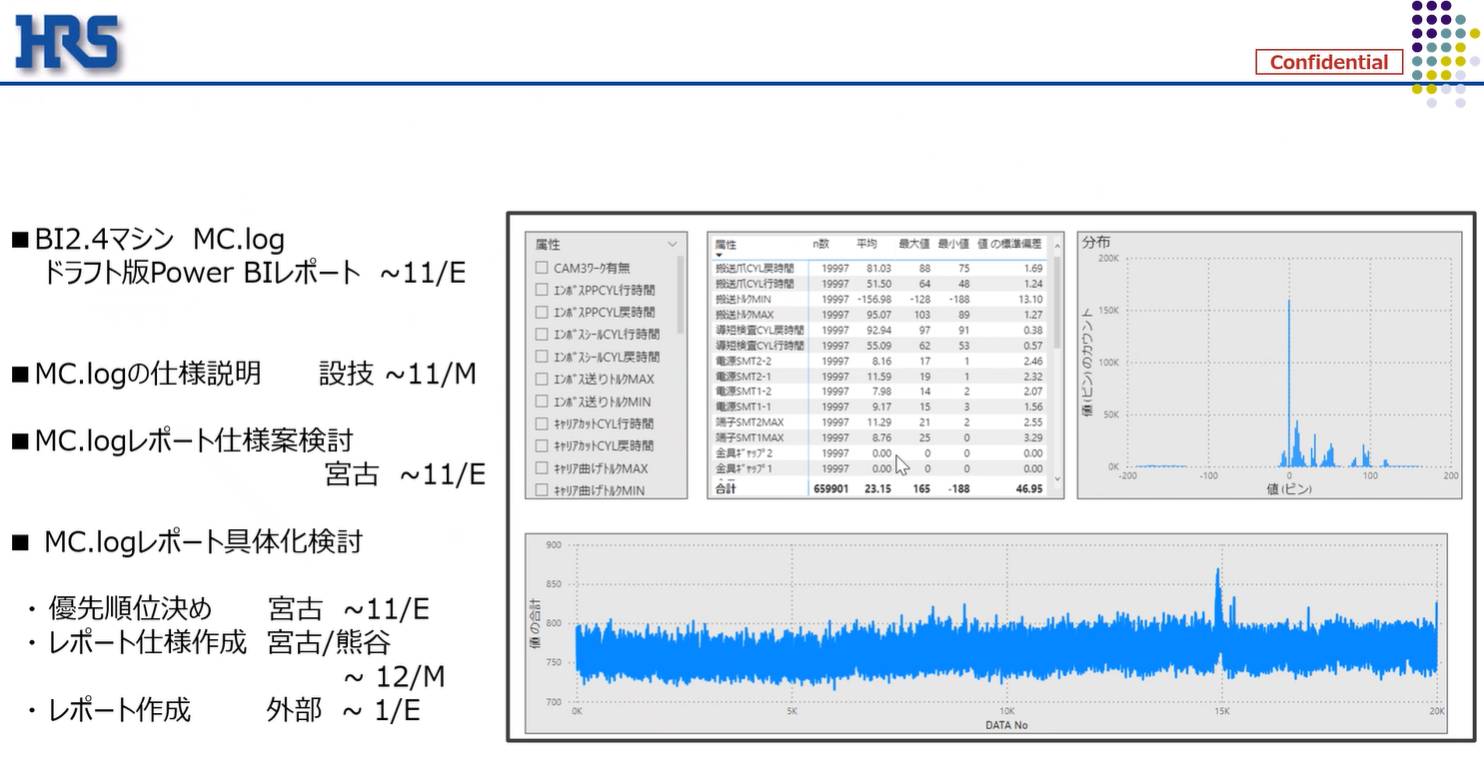 HRS
Confidential
■BI2.4マシン MC.log
ドラフト版Power BIレポート ~11/E
■MC.logの仕様説明 設技 ~11/M
■MC.logレポート仕様案検討
宮古 ~11/E
■ MC.logレポート具体化検討
・ 優先順位決め 宮古 ~11/E
・ レポート仕様作成 宮古/熊谷
~ 12/M
・ レポート作成 外部 ~ 1/E
属性
CAM3ﾜｰｸ有無
ｴﾝﾎﾞｽPPCYL行時間
ｴﾝﾎﾞｽPPCYL戻時間
ｴﾝﾎﾞｽｼｰﾙCYL行時間
ｴﾝﾎﾞｽｼｰﾙCYL戻時間
ｴﾝﾎﾞｽ送りﾄﾙｸMAX
ｴﾝﾎﾞｽ送りﾄﾙｸMIN
ｷｬﾘｱｶｯﾄCYL行時間
ｷｬﾘｱｶｯﾄCYL戻時間
ｷｬﾘｱ曲げﾄﾙｸMAX
ｷｬﾘｱ曲げﾄﾙｸMIN
属性 n数 平均 最大値 最小値 値 の標準偏差
搬送爪CYL戻時間 19997 81.03 88 75 1.69
搬送爪CYL行時間 19997 51.50 64 48 1.24
搬送ﾄﾙｸMIN 19997 -156.98 -128 -188 13.10
搬送ﾄﾙｸMAX 19997 95.07 103 89 1.27
導短検査CYL戻時間 19997 92.94 97 91 0.38
導短検査CYL行時間 19997 55.09 62 53 0.57
電源SMT2-2 19997 8.16 17 1 2.46
電源SMT2-1 19997 11.59 19 1 2.32
電源SMT1-2 19997 7.98 14 2 2.07
電源SMT1-1 19997 9.17 15 3 1.56
端子SMT2MAX 19997 11.29 21 2 2.55
端子SMT1MAX 19997 8.76 25 0 3.29
金具ｷﾞｬｯﾌﾟ2 19997 0.00 0 0 0.00
金具ｷﾞｬｯﾌﾟ1 19997 0.00 0 0 0.00
合計 659901 23.15 165 -188 46.95
分布
値 (ビン) のカウント
200K
150K
100K
50K
0K
-200 -100 0 100 200
値 (ビン)
値 の合計
900
850
800
750
700
0K 5K 10K 15K 20K
DATA No